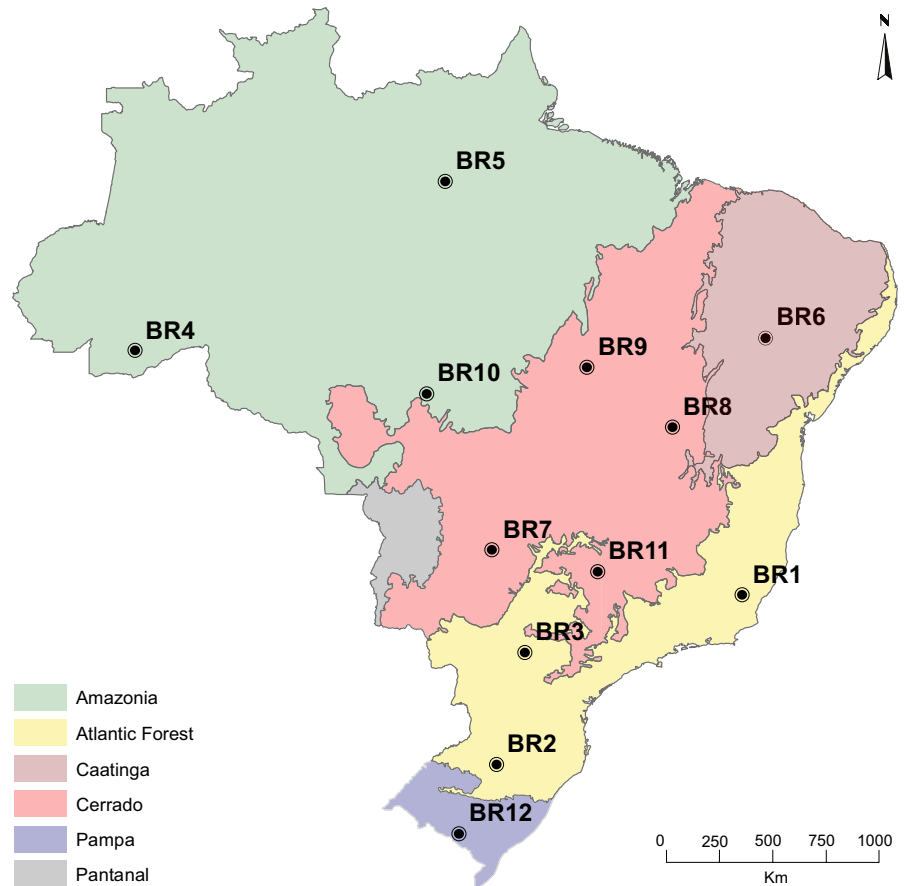 N
BR5
BR4
BR6
BR9
BR10
BR8
BR7
BR11
BR1
BR3
BR2
BR12
Amazonia
Atlantic Forest
Caatinga
Cerrado
Pampa
Pantanal
0 250 500 750 1000
Km